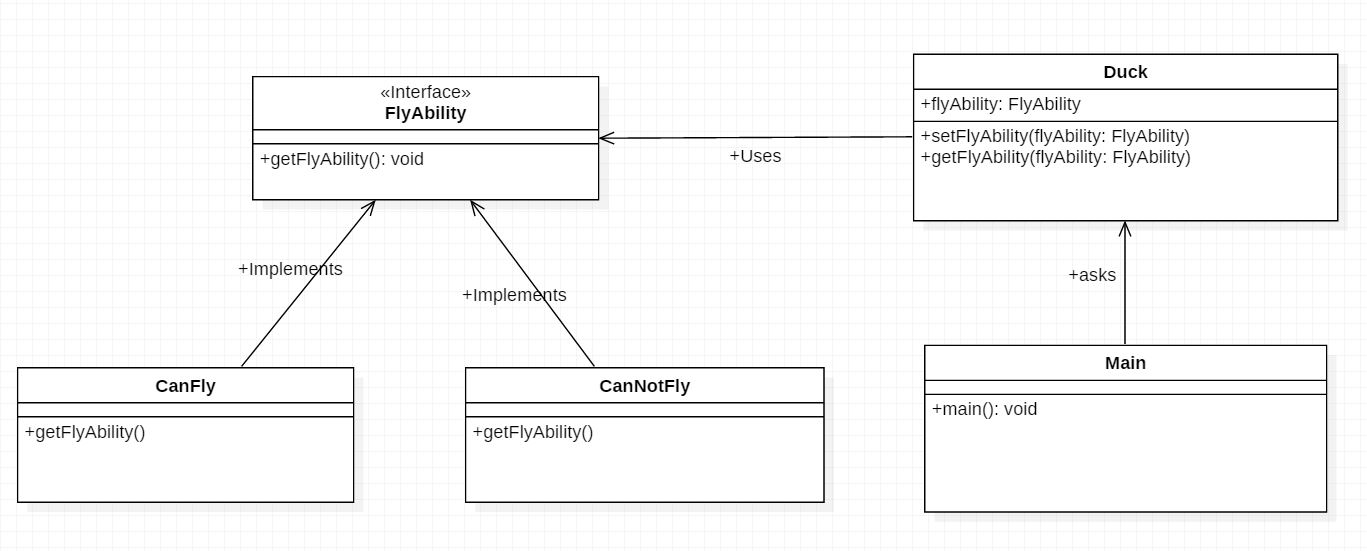 «Interface»
FlyAbility
+getFlyAbility(): void
Duck
+flyAbility: FlyAbility
+setFlyAbility(flyAbility: FlyAbility)
+getFlyAbility(flyAbility: FlyAbility)
+Uses
+Implements
+Implements
+asks
CanFly
+getFlyAbility()
CanNotFly
+getFlyAbility()
Main
+main(): void